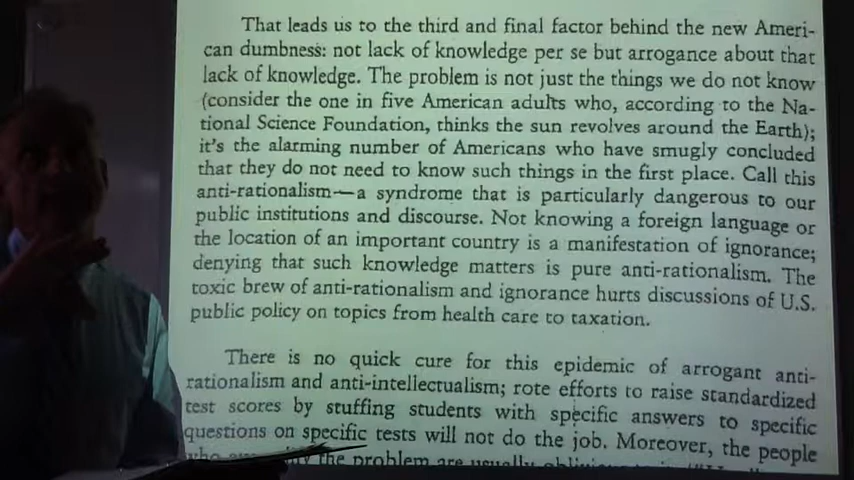 That leads us to the third and final factor behind the new Ameri-
can dumbness: not lack of knowledge per se but arrogance about that
lack of knowledge. The problem is not just the things we do not know
(consider the one in five American adults who, according to the Na-
tional Science Foundation, thinks the sun revolves around the Earth);
it's the alarming number of Americans who have smugly concluded
that they do not need to know such things in the first place. Call this
anti-rationalism—a syndrome that is particularly dangerous to our
public institutions and discourse. Not knowing a foreign language or
the location of an important country is a manifestation of ignorance;
denying that such knowledge matters is pure anti-rationalism. The
toxic brew of anti-rationalism and ignorance hurts discussions of U.S.
public policy on topics from health care to taxation.
There is no quick cure for this epidemic of arrogant anti-
rationalism and anti-intellectualism; rote efforts to raise standardized
test scores by stuffing students with specific answers to specific
questions on specific tests will not do the job. Moreover, the people
who the problem are usually